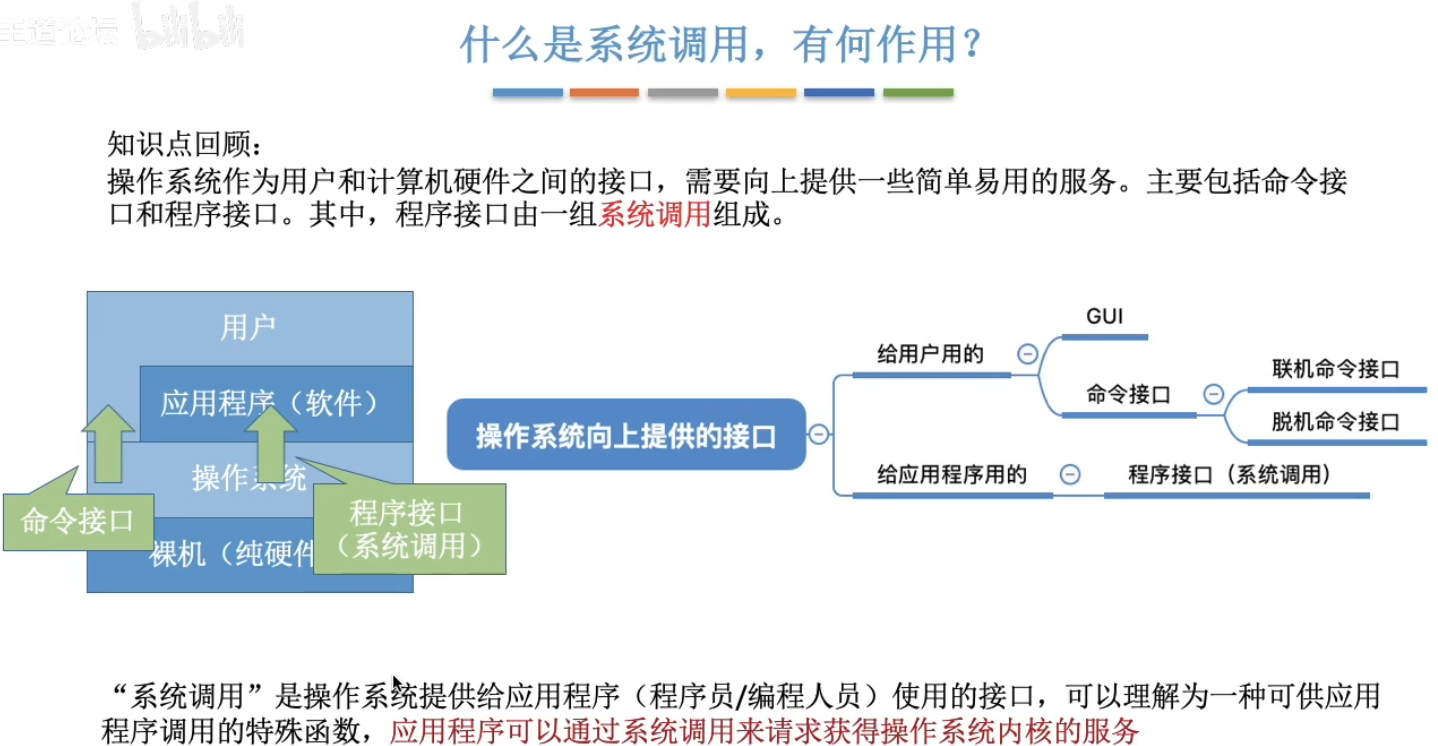 王道论坛 bilibili
什么是系统调用，有何作用？
知识点回顾：
操作系统作为用户和计算机硬件之间的接口，需要向上提供一些简单易用的服务。主要包括命令接
口和程序接口。其中，程序接口由一组系统调用组成。
用户
应用程序（软件）
操作系统
命令接口
程序接口
（系统调用）
裸机（纯硬件
操作系统向上提供的接口
给用户用的
GUI
命令接口
联机命令接口
脱机命令接口
给应用程序用的
程序接口（系统调用）
“系统调用”是操作系统提供给应用程序（程序员/编程人员）使用的接口，可以理解为一种可供应用
程序调用的特殊函数，应用程序可以通过系统调用来请求获得操作系统内核的服务